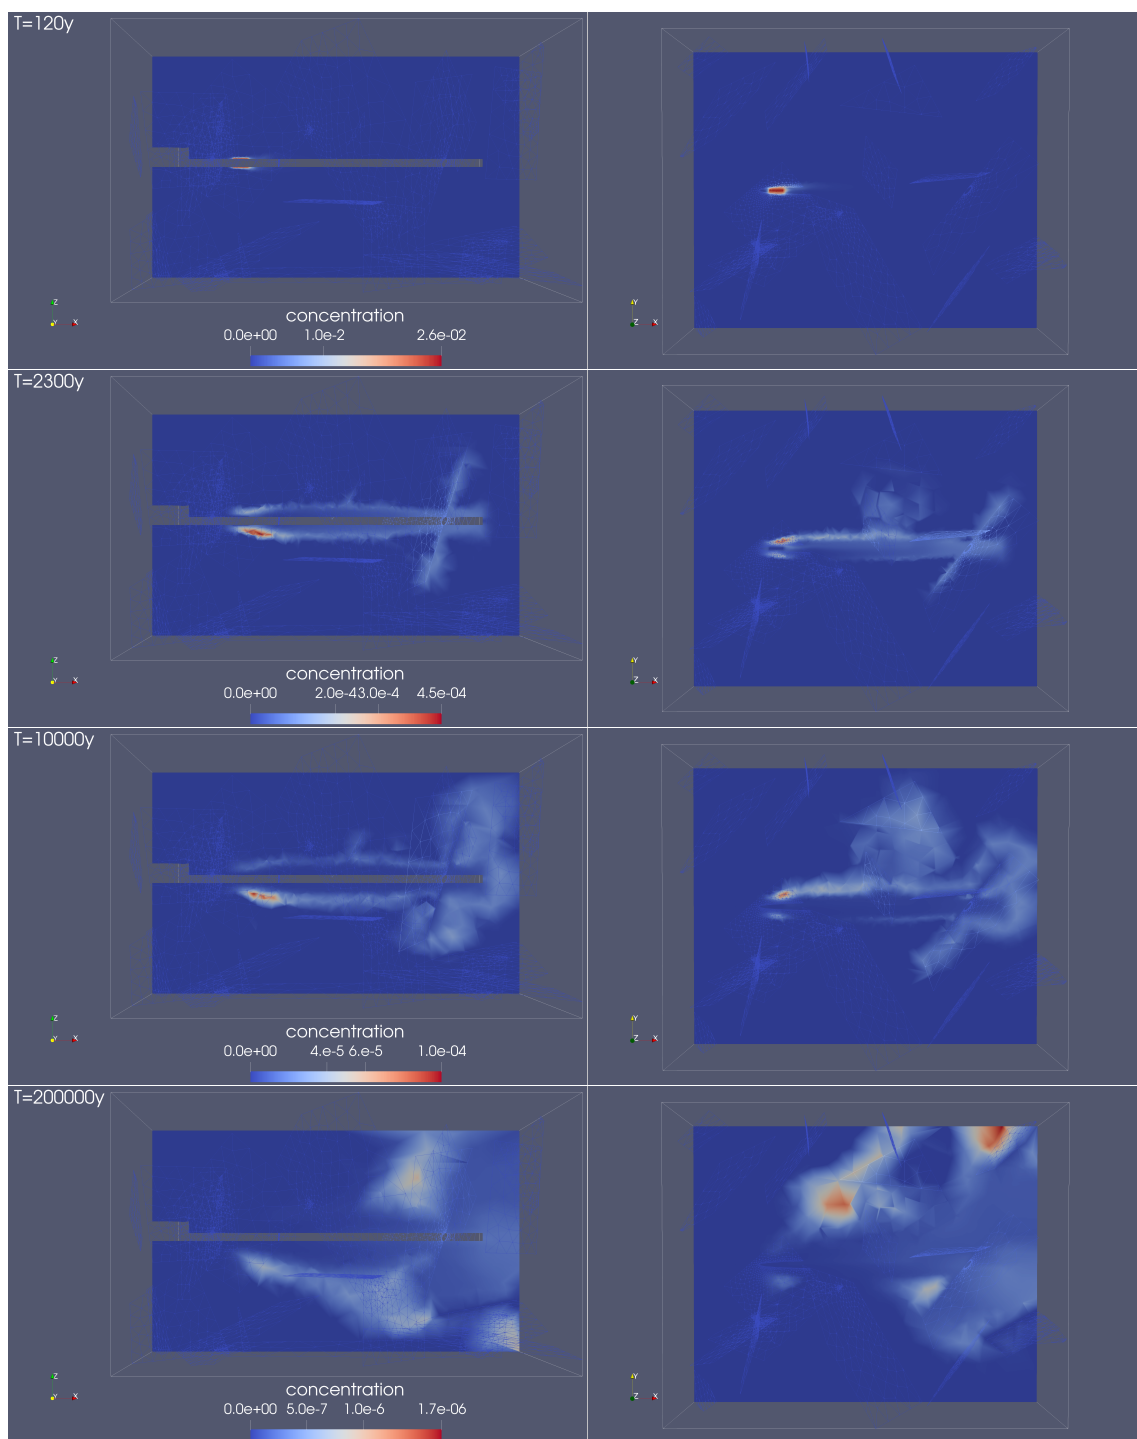 T=120y
Z
Y X
Y
Z X
concentration
0.0e+00 1.0e-2 2.6e-02
T=2300y
Z
Y X
Y
Z X
concentration
0.0e+00 2.0e-43.0e-4 4.5e-04
T=10000y
Z
Y X
Y
Z X
concentration
0.0e+00 4.e-5 6.e-5 1.0e-04
T=200000y
Z
Y X
Y
Z X
concentration
0.0e+00 5.0e-7 1.0e-6 1.7e-06